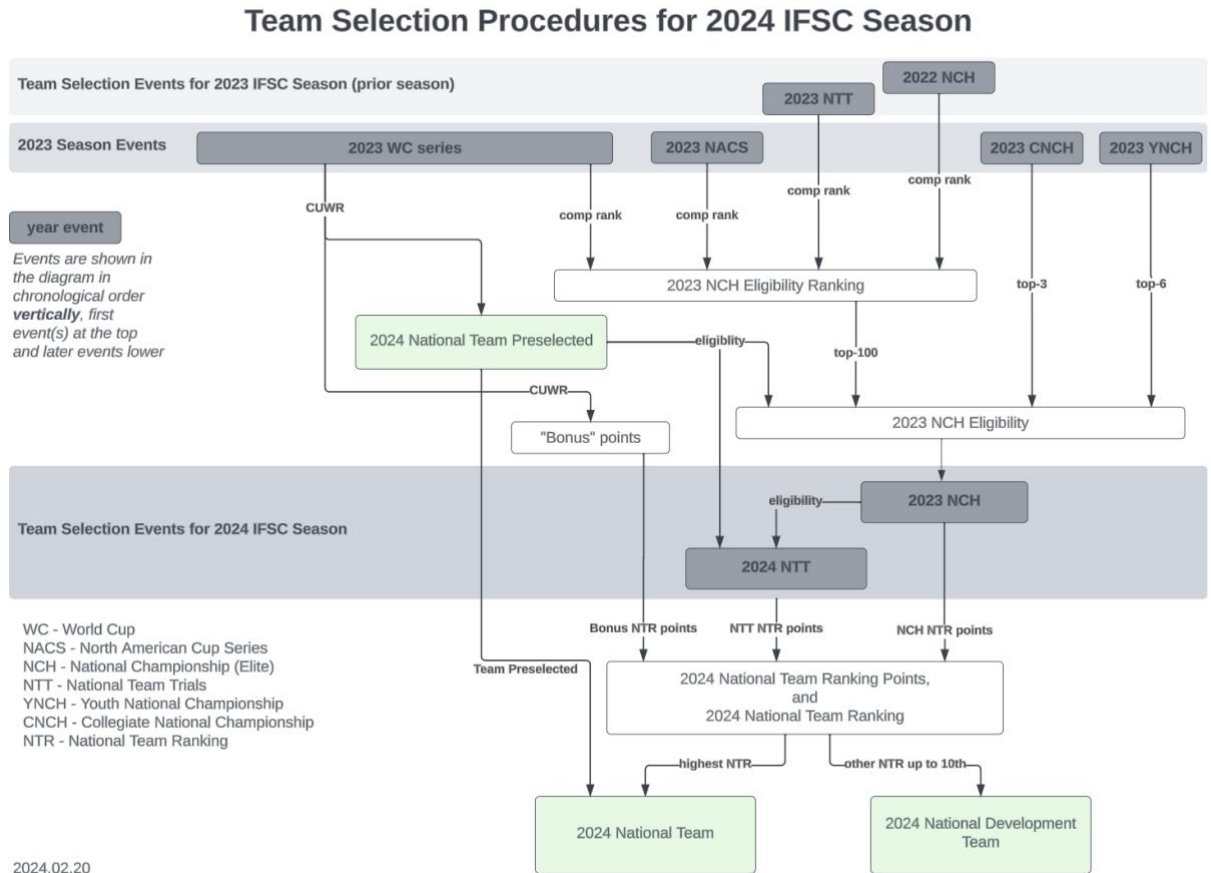 Team Selection Procedures for 2024 IFSC Season
Team Selection Events for 2023 IFSC Season (prior season)
2022 NCH
2023 NTT
2023 Season Events
2023 WC series
2023 NACS
2023 CNCH
2023 YNCH
CUWR
comp rank
comp rank
comp rank
comp rank
year event
Events are shown in
the diagram in
chronological order
vertically, first
event(s) at the top
and later events lower
2023 NCH Eligibility Ranking
top-3
top-6
2024 National Team Preselected
eligiblity
top-100
CUWR
"Bonus" points
2023 NCH Eligibility
Team Selection Events for 2024 IFSC Season
eligibility
2023 NCH
2024 NTT
WC - World Cup
NACS - North American Cup Series
NCH - National Championship (Elite)
NTT - National Team Trials
YNCH - Youth National Championship
CNCH - Collegiate National Championship
NTR - National Team Ranking
Bonus NTR points
NTT NTR points
NCH NTR points
Team Preselected
2024 National Team Ranking Points,
and
2024 National Team Ranking
highest NTR
other NTR up to 10th
2024 National Team
2024 National Development
Team
2024.02.20